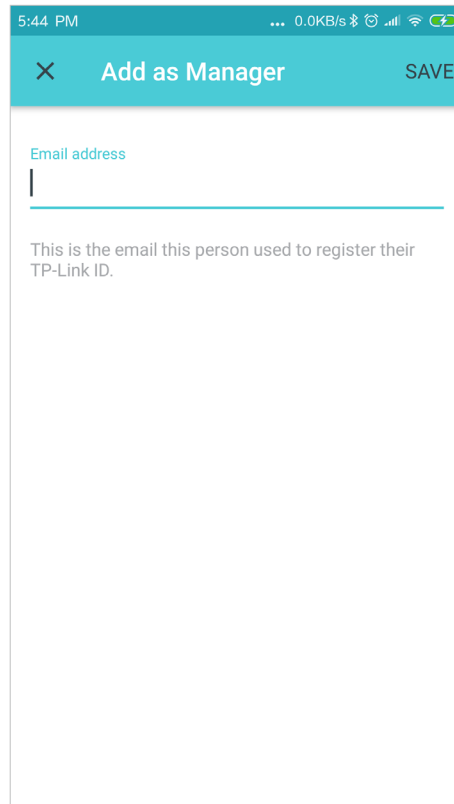 5:44 PM ... 0.0KB/s
Add as Manager SAVE
Email address
This is the email this person used to register their
TP-Link ID.